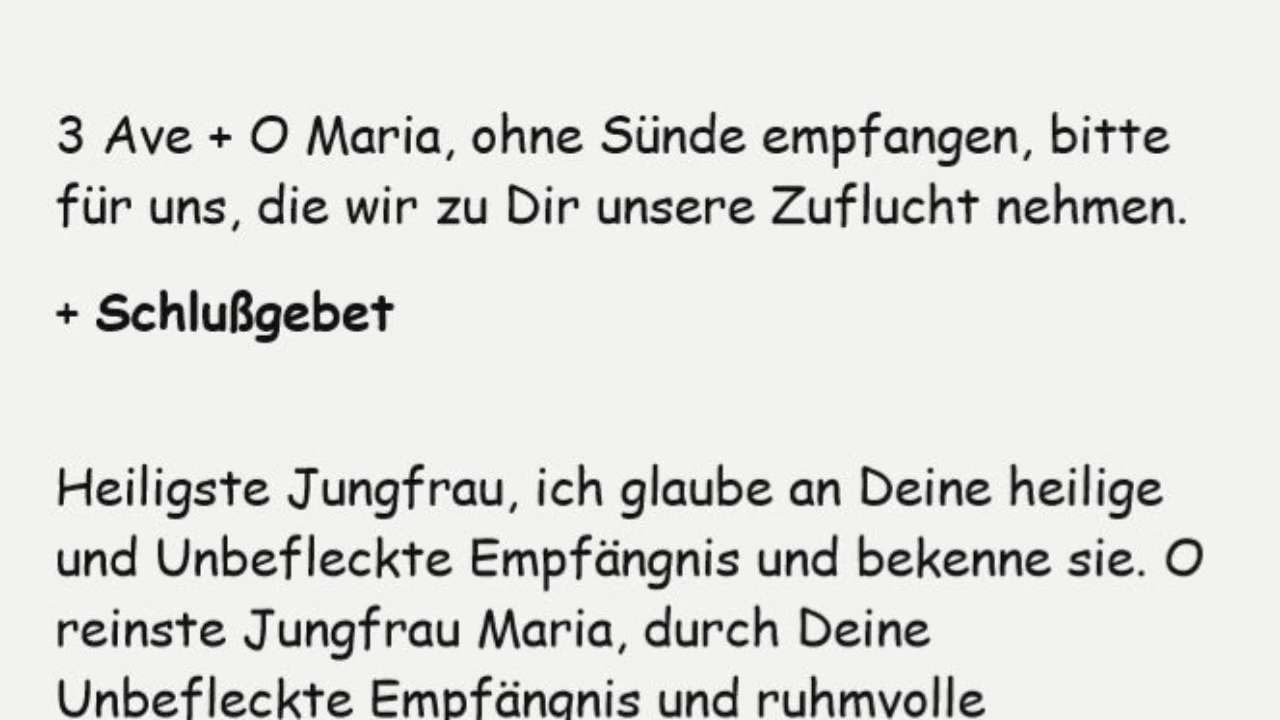 3 Ave + O Maria, ohne Sünde empfangen, bitte
für uns, die wir zu Dir unsere Zuflucht nehmen.
+ Schlußgebet
Heiligste Jungfrau, ich glaube an Deine heilige
und Unbefleckte Empfängnis und bekenne sie. O
reinste Jungfrau Maria, durch Deine
Unbefleckte Empfängnis und ruhmvolle